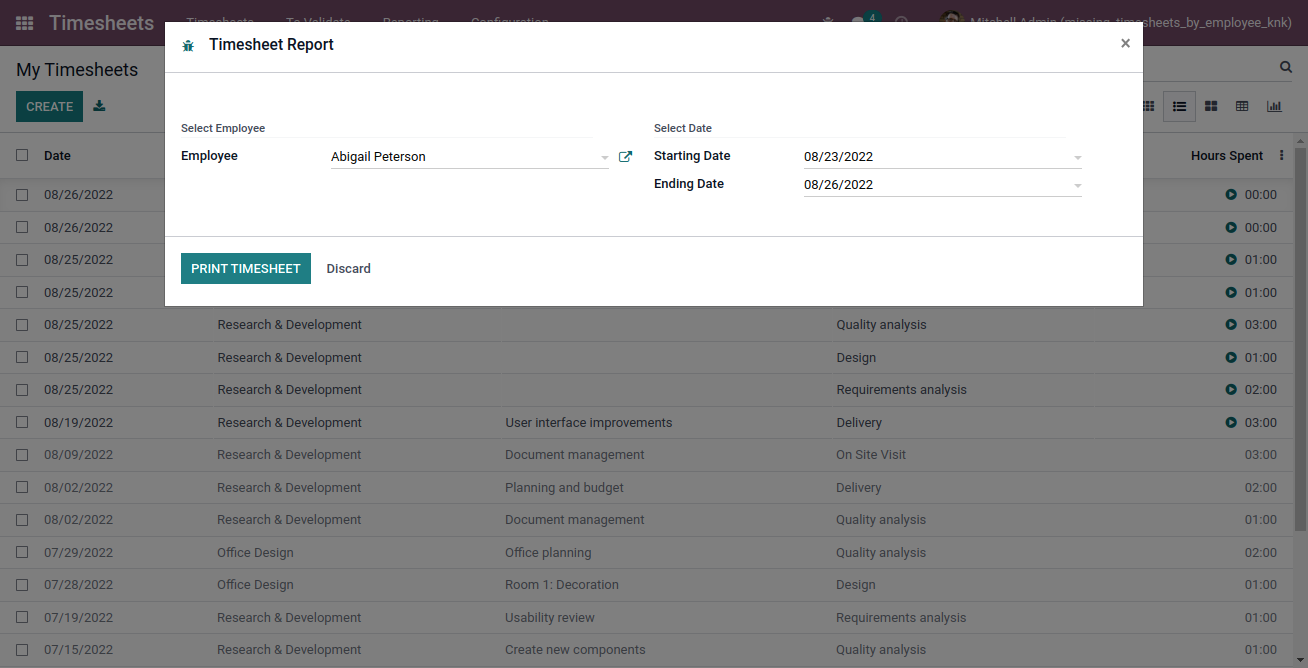 Timesheets Timesheets To Validate Reporting Configuration 4 Mitchell Admin (missing_timesheets_by_employee_knk)
Timesheet Report ×
My Timesheets
CREATE
Select Employee Select Date
Employee Abigail Peterson Starting Date 08/23/2022
Ending Date 08/26/2022
PRINT TIMESHEET Discard
Date Hours Spent
08/26/2022 00:00
08/26/2022 00:00
08/25/2022 01:00
08/25/2022 01:00
08/25/2022 Research & Development Quality analysis 03:00
08/25/2022 Research & Development Design 01:00
08/25/2022 Research & Development Requirements analysis 02:00
08/19/2022 Research & Development User interface improvements Delivery 03:00
08/09/2022 Research & Development Document management On Site Visit 03:00
08/02/2022 Research & Development Planning and budget Delivery 02:00
08/02/2022 Research & Development Document management Quality analysis 01:00
07/29/2022 Office Design Office planning Quality analysis 02:00
07/28/2022 Office Design Room 1: Decoration Design 01:00
07/19/2022 Research & Development Usability review Requirements analysis 01:00
07/15/2022 Research & Development Create new components Quality analysis 01:00